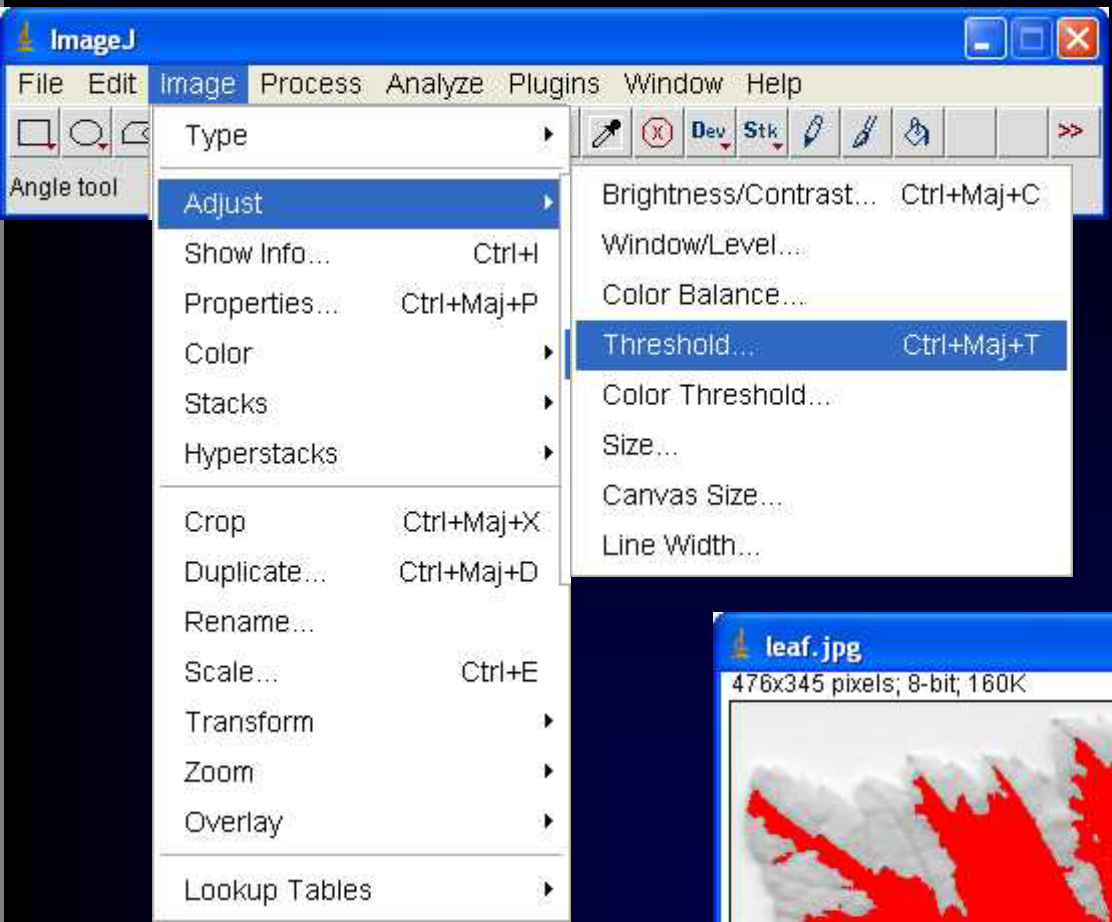 ImageJ
File Edit Image Process Analyze Plugins Window Help
Dev Stk >>
Angle tool
Type
Adjust
Show Info... Ctrl+I
Properties... Ctrl+Maj+P
Color
Stacks
Hyperstacks
Crop Ctrl+Maj+X
Duplicate... Ctrl+Maj+D
Rename...
Scale... Ctrl+E
Transform
Zoom
Overlay
Lookup Tables
Brightness/Contrast... Ctrl+Maj+C
Window/Level...
Color Balance...
Threshold... Ctrl+Maj+T
Color Threshold...
Size...
Canvas Size...
Line Width...
leaf.jpg
476x345 pixels; 8-bit; 160K